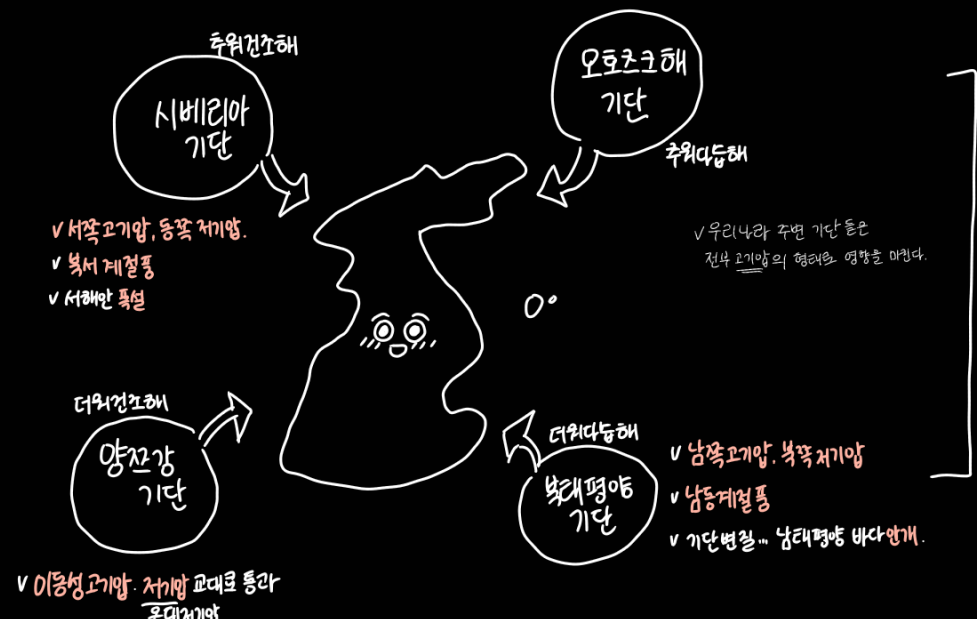 추워건조해
시베리아
기단
✓ 서쪽고기압, 동쪽 저기압.
✓ 북서 계절풍
✓ 서해안 폭설
오호츠크해
기단
추워다습해
✓ 우리나라 주변 기단 들은
전부 고기압의 형태로 영향을 미친다.
더워건조해
양쯔강
기단
✓ 이동성고기압. 저기압 교대로 통과
온대저기압
더워다습해
북태평양
기단
✓ 남쪽고기압. 북쪽저기압
✓ 남동계절풍
✓ 기단변질... 남태평양 바다안개.